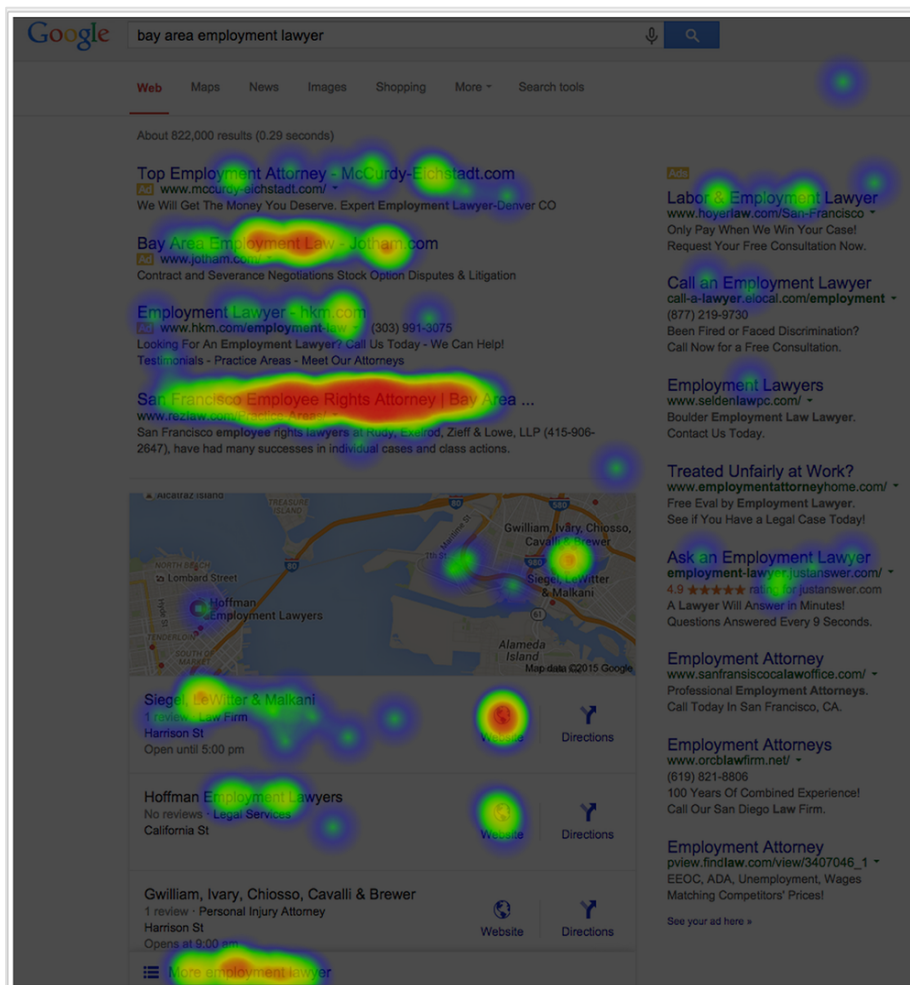 Google
bay area employment lawyer
Web Maps News Images Shopping More Search tools
About 822,000 results (0.29 seconds)
Top Employment Attorney - McCurdy-Eichstadt.com
Ad www.mccurdy-eichstadt.com/
We Will Get The Money You Deserve. Expert Employment Lawyer-Denver CO
Bay Area Employment Law - Jotham.com
Ad www.jotham.com/
Contract and Severance Negotiations Stock Option Disputes & Litigation
Employment Lawyer - hkm.com
Ad www.hkm.com/employment-law (303) 991-3075
Looking For An Employment Lawyer? Call Us Today - We Can Help!
Testimonials - Practice Areas - Meet Our Attorneys
San Francisco Employee Rights Attorney | Bay Area ...
www.rezlaw.com/Practice-Areas/
San Francisco employee rights lawyers at Rudy, Exelrod, Zieff & Lowe, LLP (415-906-
2647), have had many successes in individual cases and class actions.
Alcatraz Island
TREASURE
ISLAND
80
580
Maritime St
Gwilliam, Ivary, Chiosso,
Cavalli & Brewer
7th St
NORTH BEACH
80
980
Lombard Street
Siegel, LeWitter
& Malkani
Hoffman
Employment Lawyers
Hyde St
61
TENDERLOIN
SOUTH OF
MARKET
Alameda
Island
Map data ©2015 Google
Siegel, LeWitter & Malkani
1 review · Law Firm
Harrison St
Open until 5:00 pm
Website Directions
Hoffman Employment Lawyers
No reviews · Legal Services
California St
Website Directions
Gwilliam, Ivary, Chiosso, Cavalli & Brewer
1 review · Personal Injury Attorney
Harrison St
Opens at 9:00 am
Website Directions
More employment lawyer
Ads
Labor & Employment Lawyer
www.hoyerlaw.com/San-Francisco
Only Pay When We Win Your Case!
Request Your Free Consultation Now.
Call an Employment Lawyer
call-a-lawyer.elocal.com/employment
(877) 219-9730
Been Fired or Faced Discrimination?
Call Now for a Free Consultation.
Employment Lawyers
www.seldenlawpc.com/
Boulder Employment Law Lawyer.
Contact Us Today.
Treated Unfairly at Work?
www.employmentattorneyhome.com/
Free Eval by Employment Lawyer.
See if You Have a Legal Case Today!
Ask an Employment Lawyer
employment-lawyer.justanswer.com/
4.9 ★★★★★ rating for justanswer.com
A Lawyer Will Answer in Minutes!
Questions Answered Every 9 Seconds.
Employment Attorney
www.sanfransiscocalawoffice.com/
Professional Employment Attorneys.
Call Today In San Francisco, CA.
Employment Attorneys
www.orcblawfirm.net/
(619) 821-8806
100 Years Of Combined Experience!
Call Our San Diego Law Firm.
Employment Attorney
pview.findlaw.com/view/3407046_1
EEOC, ADA, Unemployment, Wages
Matching Competitors' Prices!
See your ad here »